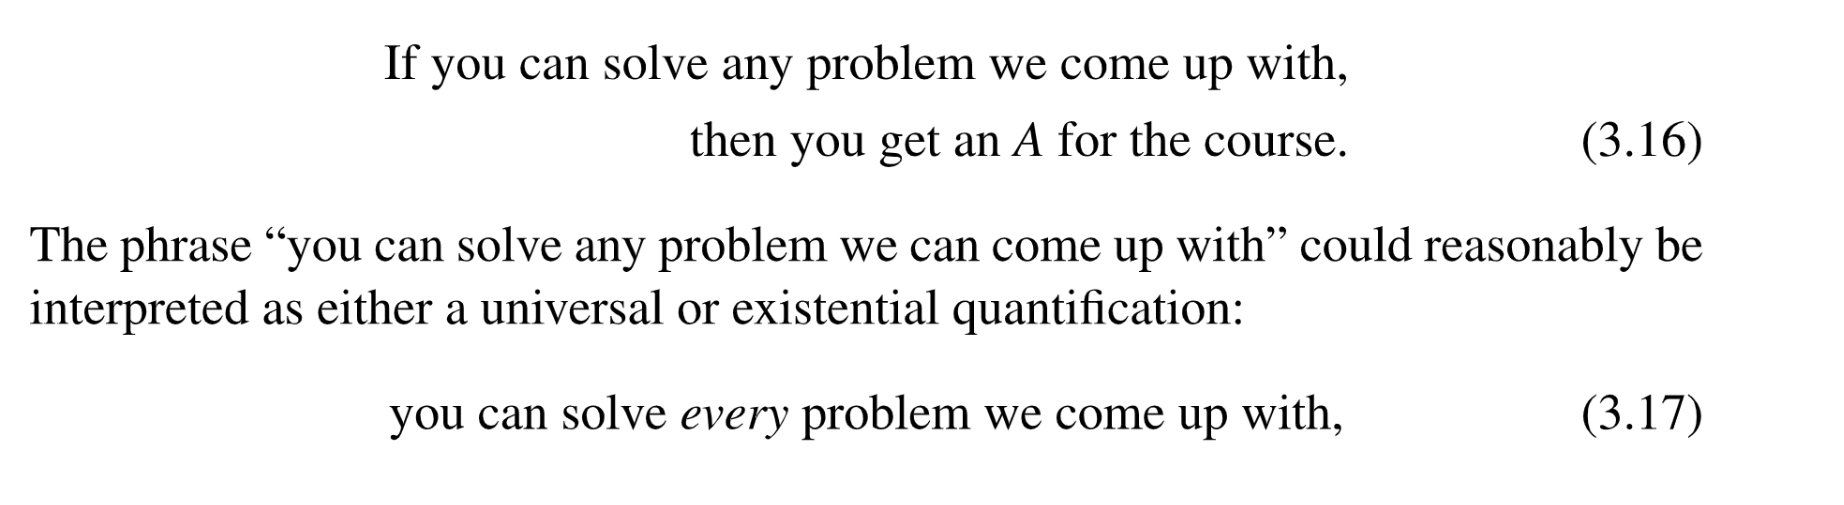 If you can solve any problem we come up with,
then you get an A for the course. (3.16)
The phrase “you can solve any problem we can come up with” could reasonably be
interpreted as either a universal or existential quantification:
you can solve every problem we come up with, (3.17)